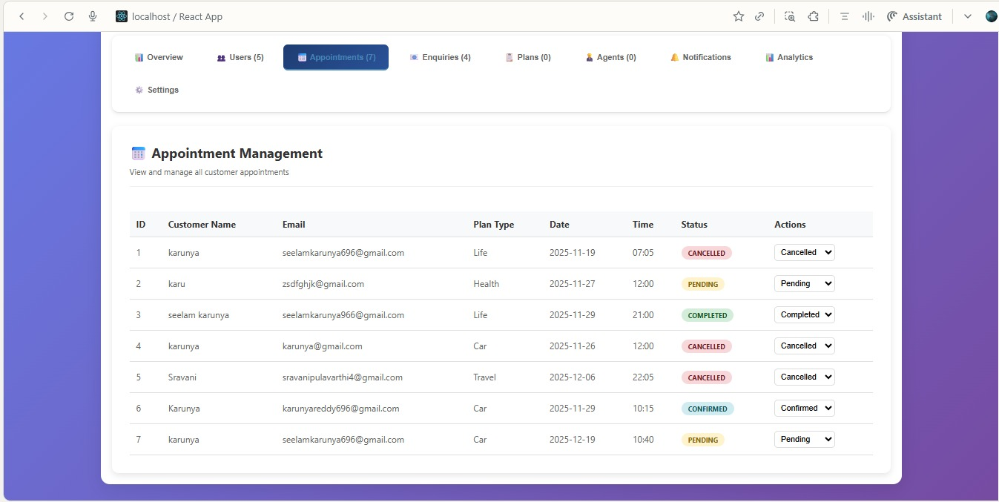 localhost / React App Assistant
Overview Users (5) Appointments (7) Enquiries (4) Plans (0) Agents (0) Notifications Analytics
Settings
Appointment Management
View and manage all customer appointments
ID Customer Name Email Plan Type Date Time Status Actions
1 karunya seelamkarunya696@gmail.com Life 2025-11-19 07:05 CANCELLED Cancelled
2 karu zsdfghjk@gmail.com Health 2025-11-27 12:00 PENDING Pending
3 seelam karunya seelamkarunya966@gmail.com Life 2025-11-29 21:00 COMPLETED Completed
4 karunya karunya@gmail.com Car 2025-11-26 12:00 CANCELLED Cancelled
5 Sravani sravanipulavarthi4@gmail.com Travel 2025-12-06 22:05 CANCELLED Cancelled
6 Karunya karunyareddy696@gmail.com Car 2025-11-29 10:15 CONFIRMED Confirmed
7 karunya seelamkarunya696@gmail.com Car 2025-12-19 10:40 PENDING Pending